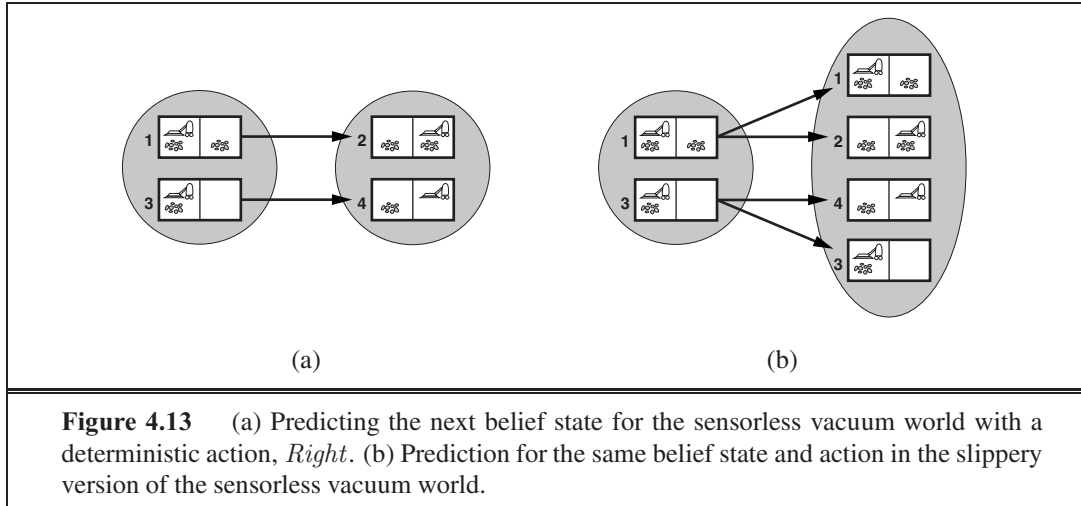 1
2
3
4
1
3
1
2
4
3
(a)
(b)
Figure 4.13 (a) Predicting the next belief state for the sensorless vacuum world with a
deterministic action, Right. (b) Prediction for the same belief state and action in the slippery
version of the sensorless vacuum world.